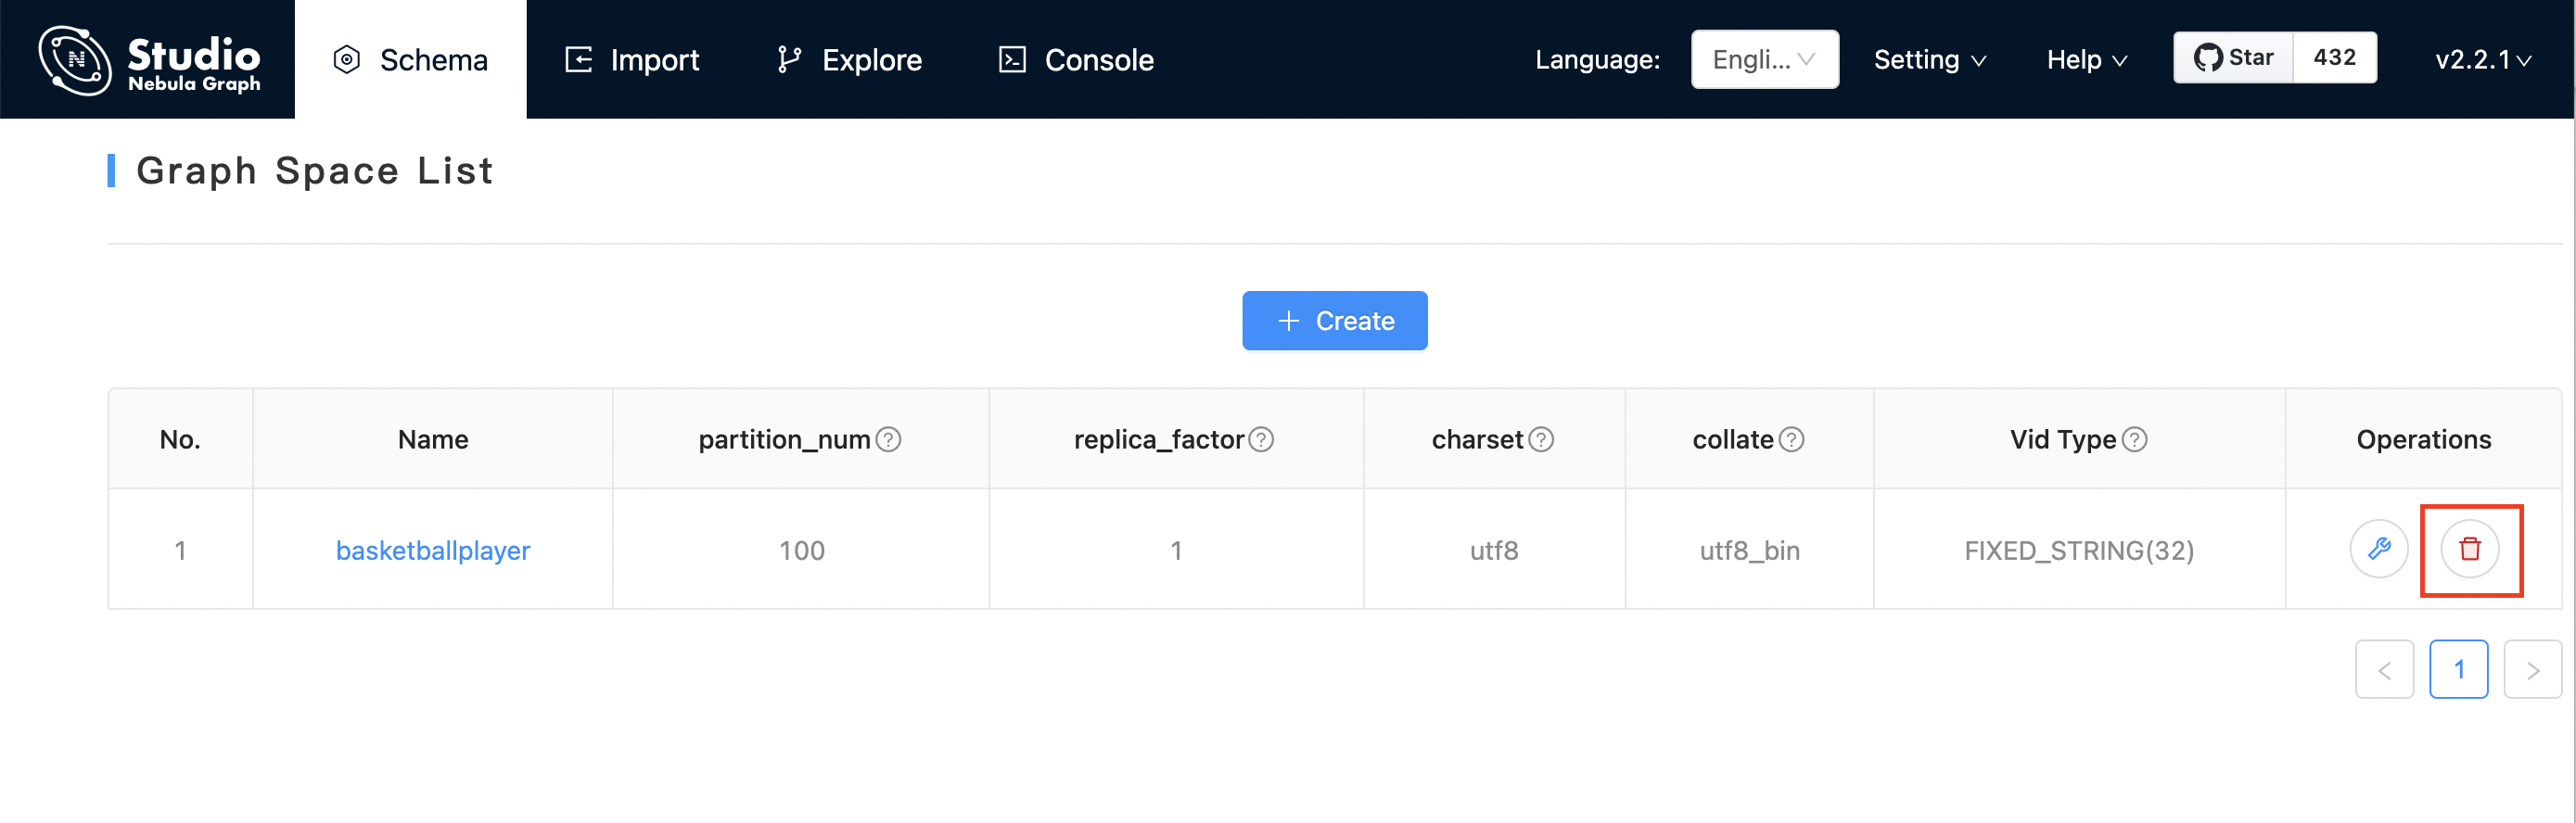 Studio
Nebula Graph
Schema
Import
Explore
Console
Language:
Engli...
Setting
Help
Star
432
v2.2.1
Graph Space List
+ Create
No. Name partition_num replica_factor charset collate Vid Type Operations
1 basketballplayer 100 1 utf8 utf8_bin FIXED_STRING(32)
< 1 >